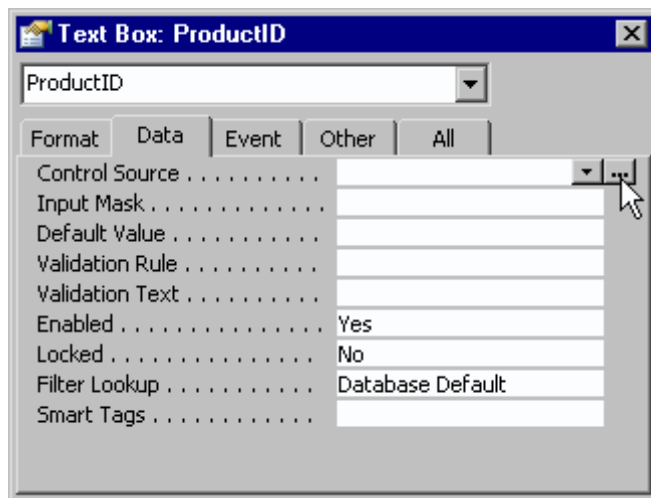 Text Box: ProductID
ProductID
Format Data Event Other All
Control Source . . . . . . . . . .
Input Mask . . . . . . . . . . . . .
Default Value . . . . . . . . . . .
Validation Rule . . . . . . . . . .
Validation Text . . . . . . . . . .
Enabled . . . . . . . . . . . . . . . Yes
Locked . . . . . . . . . . . . . . . No
Filter Lookup . . . . . . . . . . . Database Default
Smart Tags . . . . . . . . . . . .